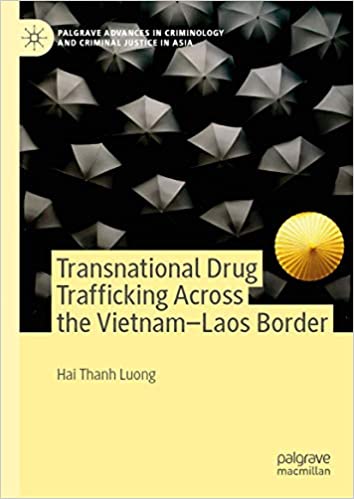 PALGRAVE ADVANCES IN CRIMINOLOGY
AND CRIMINAL JUSTICE IN ASIA
Transnational Drug
Trafficking Across
the Vietnam–Laos Border
Hai Thanh Luong
palgrave
macmillan